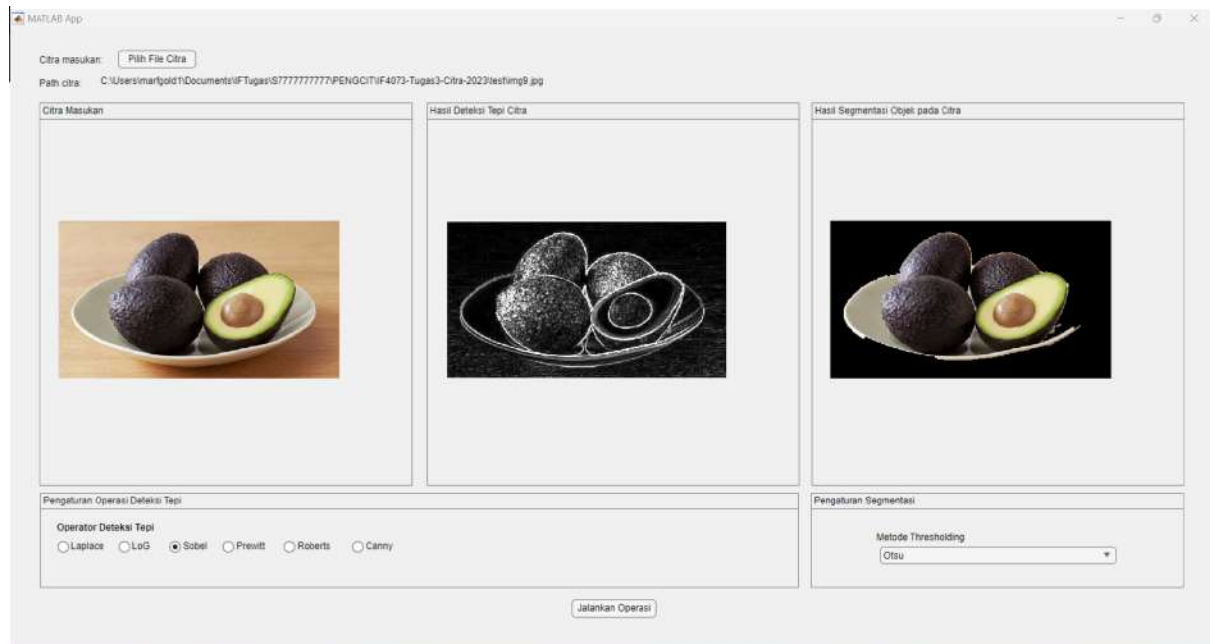 MATLAB App
Citra masukan: Pilih File Citra
Path citra: C:\Users\marfgold1\Documents\IFTugas\S7777777777\PENGCIT\IF4073-Tugas3-Citra-2023\test\img9.jpg
Citra Masukan
Hasil Deteksi Tepi Citra
Hasil Segmentasi Objek pada Citra
Pengaturan Operasi Deteksi Tepi
Pengaturan Segmentasi
Operator Deteksi Tepi
Laplace LoG Sobel Prewitt Roberts Canny
Metode Thresholding
Otsu
Jalankan Operasi